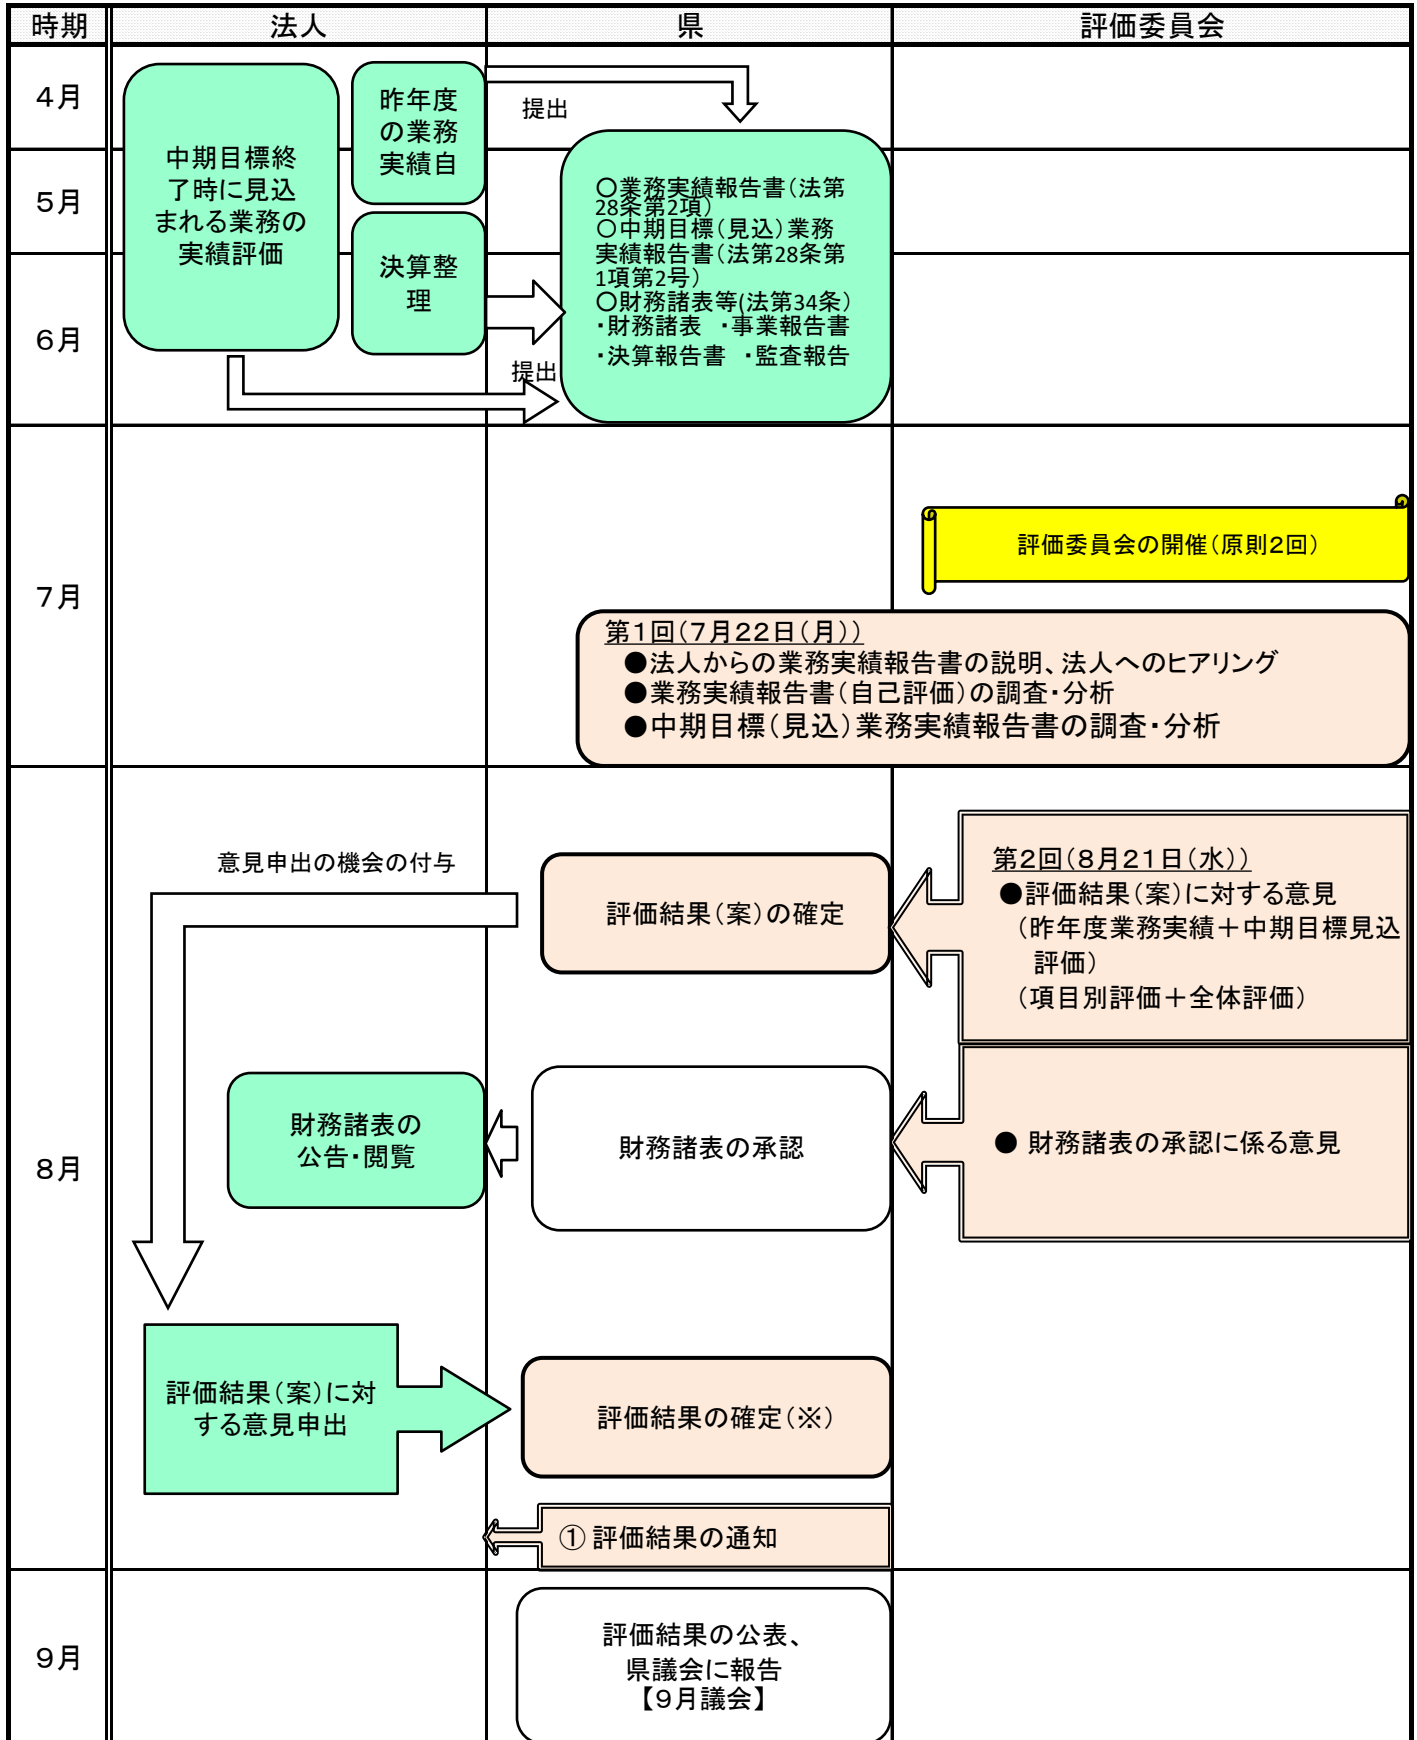 時期
法人
県
評価委員会
4月
5月
6月
7月
8月
9月
中期目標終
了時に見込
まれる業務の
実績評価
昨年度
の業務
実績自
決算整
理
提出
○業務実績報告書(法第
28条第2項)
○中期目標(見込)業務
実績報告書(法第28条第
1項第2号)
○財務諸表等(法第34条)
・財務諸表 ・事業報告書
・決算報告書 ・監査報告
提出
評価委員会の開催(原則2回)
第1回(7月22日(月))
●法人からの業務実績報告書の説明、法人へのヒアリング
●業務実績報告書(自己評価)の調査・分析
●中期目標(見込)業務実績報告書の調査・分析
意見申出の機会の付与
評価結果(案)の確定
第2回(8月21日(水))
●評価結果(案)に対する意見
(昨年度業務実績+中期目標見込
評価)
(項目別評価+全体評価)
財務諸表の
公告・閲覧
財務諸表の承認
● 財務諸表の承認に係る意見
評価結果(案)に対
する意見申出
評価結果の確定(※)
① 評価結果の通知
評価結果の公表、
県議会に報告
【9月議会】